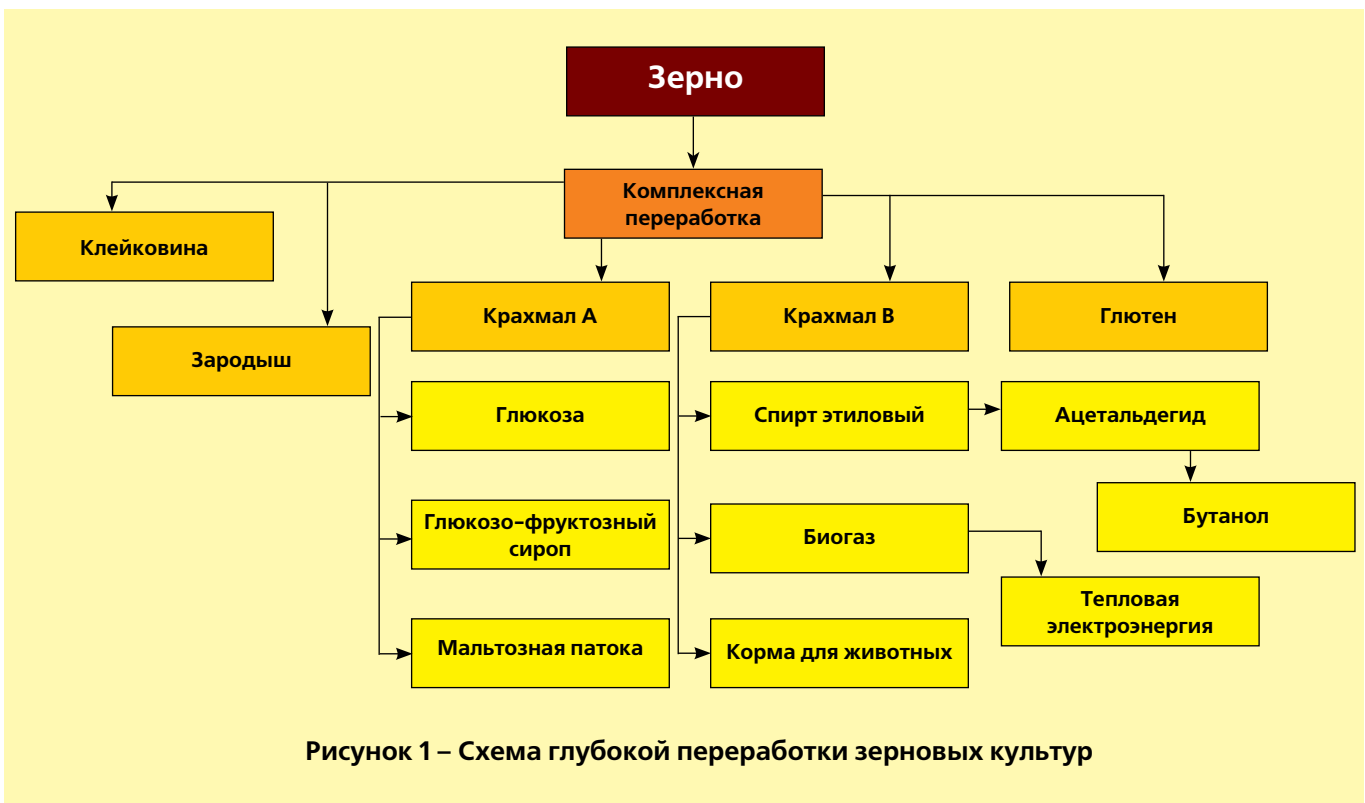 Зерно
Комплексная
переработка
Клейковина
Зародыш
Крахмал А
Крахмал В
Глютен
Глюкоза
Спирт этиловый
Ацетальдегид
Бутанол
Глюкозо–фруктозный
сироп
Биогаз
Тепловая
электроэнергия
Мальтозная патока
Корма для животных
Рисунок 1 – Схема глубокой переработки зерновых культур